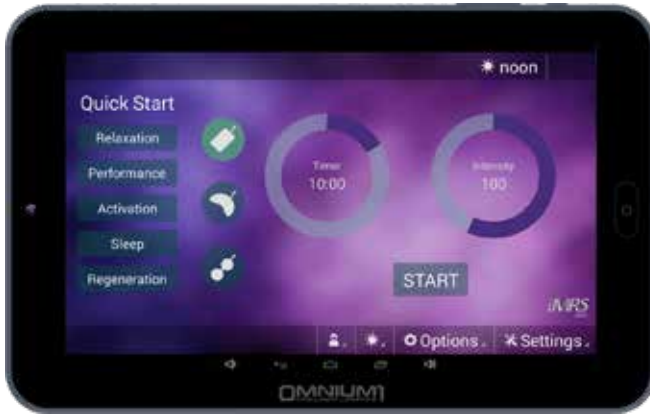 noon
Quick Start
Relaxation
Performance
Activation
Sleep
Regeneration
Timer
10:00
Intensity
100
START
iMRS
Options
Settings
OMNIUM1